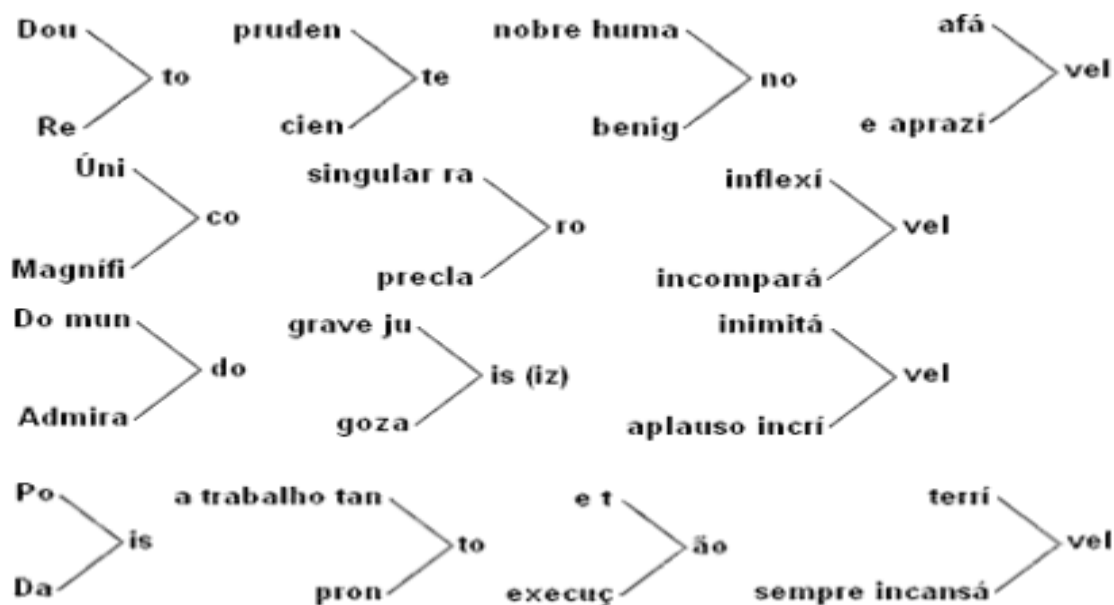 Dou pruden nobre huma afá
to te no vel
Re cien benig e aprazí
Úni singular ra inflexí
co ro vel
Magnífi precla incompará
Do mun grave ju inimitá
do is (iz) vel
Admira goza aplauso incrí
Po a trabalho tan e t terrí
is to ão vel
Da pron execuç sempre incansá